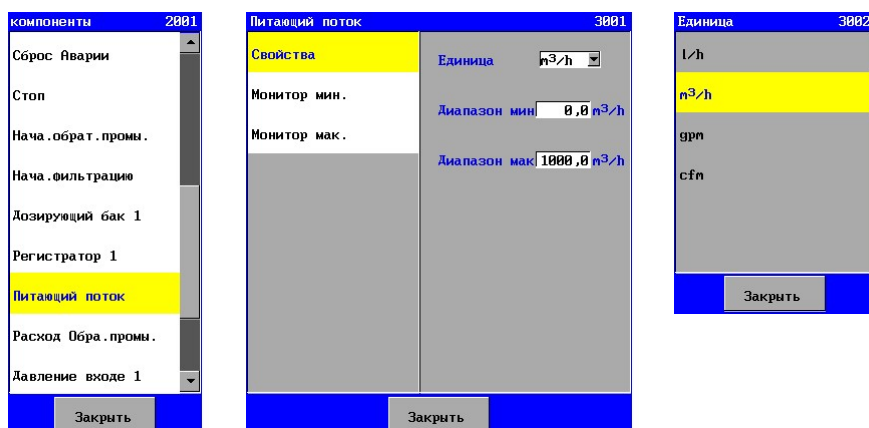 компоненты 2001
Сброс Аварии
Стоп
Нача.обрат.промы.
Нача.фильтрацию
Дозирующий бак 1
Регистратор 1
Питающий поток
Расход Обра.промы.
Давление входе 1
Закрыть
Питающий поток 3001
Свойства
Монитор мин.
Монитор мак.
Единица m³/h
Диапазон мин 0,0 m³/h
Диапазон мак 1000,0 m³/h
Закрыть
Единица 3002
l/h
m³/h
gpm
cfm
Закрыть